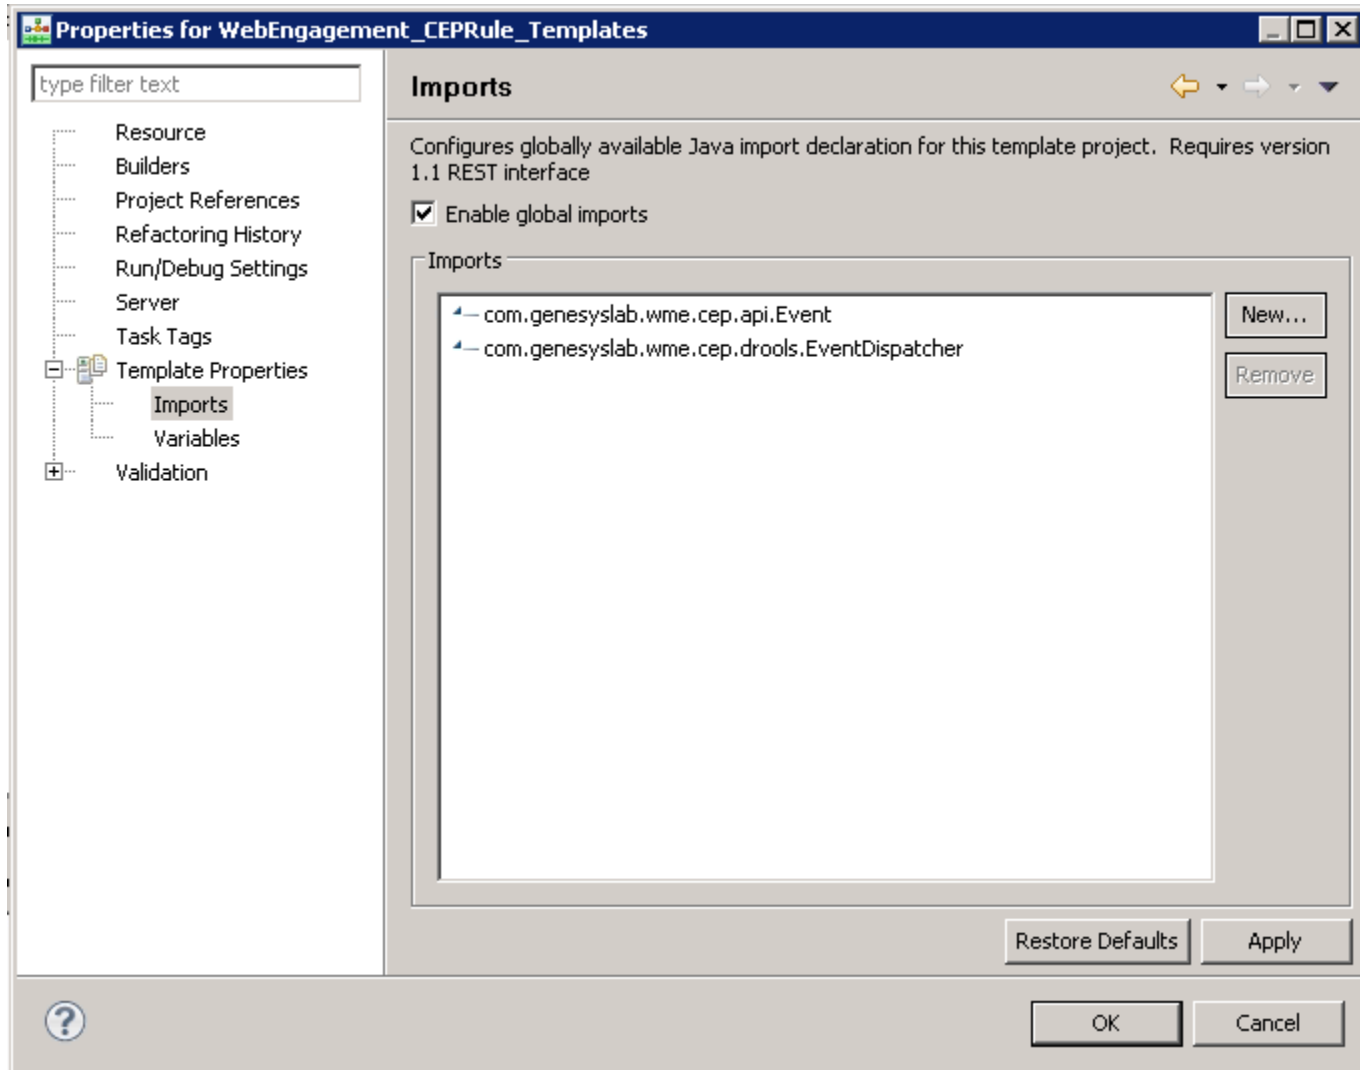 Properties for WebEngagement_CEPRule_Templates
type filter text
Resource
Builders
Project References
Refactoring History
Run/Debug Settings
Server
Task Tags
Template Properties
Imports
Variables
Validation
Imports
Configures globally available Java import declaration for this template project.  Requires version
1.1 REST interface
Enable global imports
Imports
com.genesyslab.wme.cep.api.Event
com.genesyslab.wme.cep.drools.EventDispatcher
New...
Remove
Restore Defaults
Apply
?
OK
Cancel